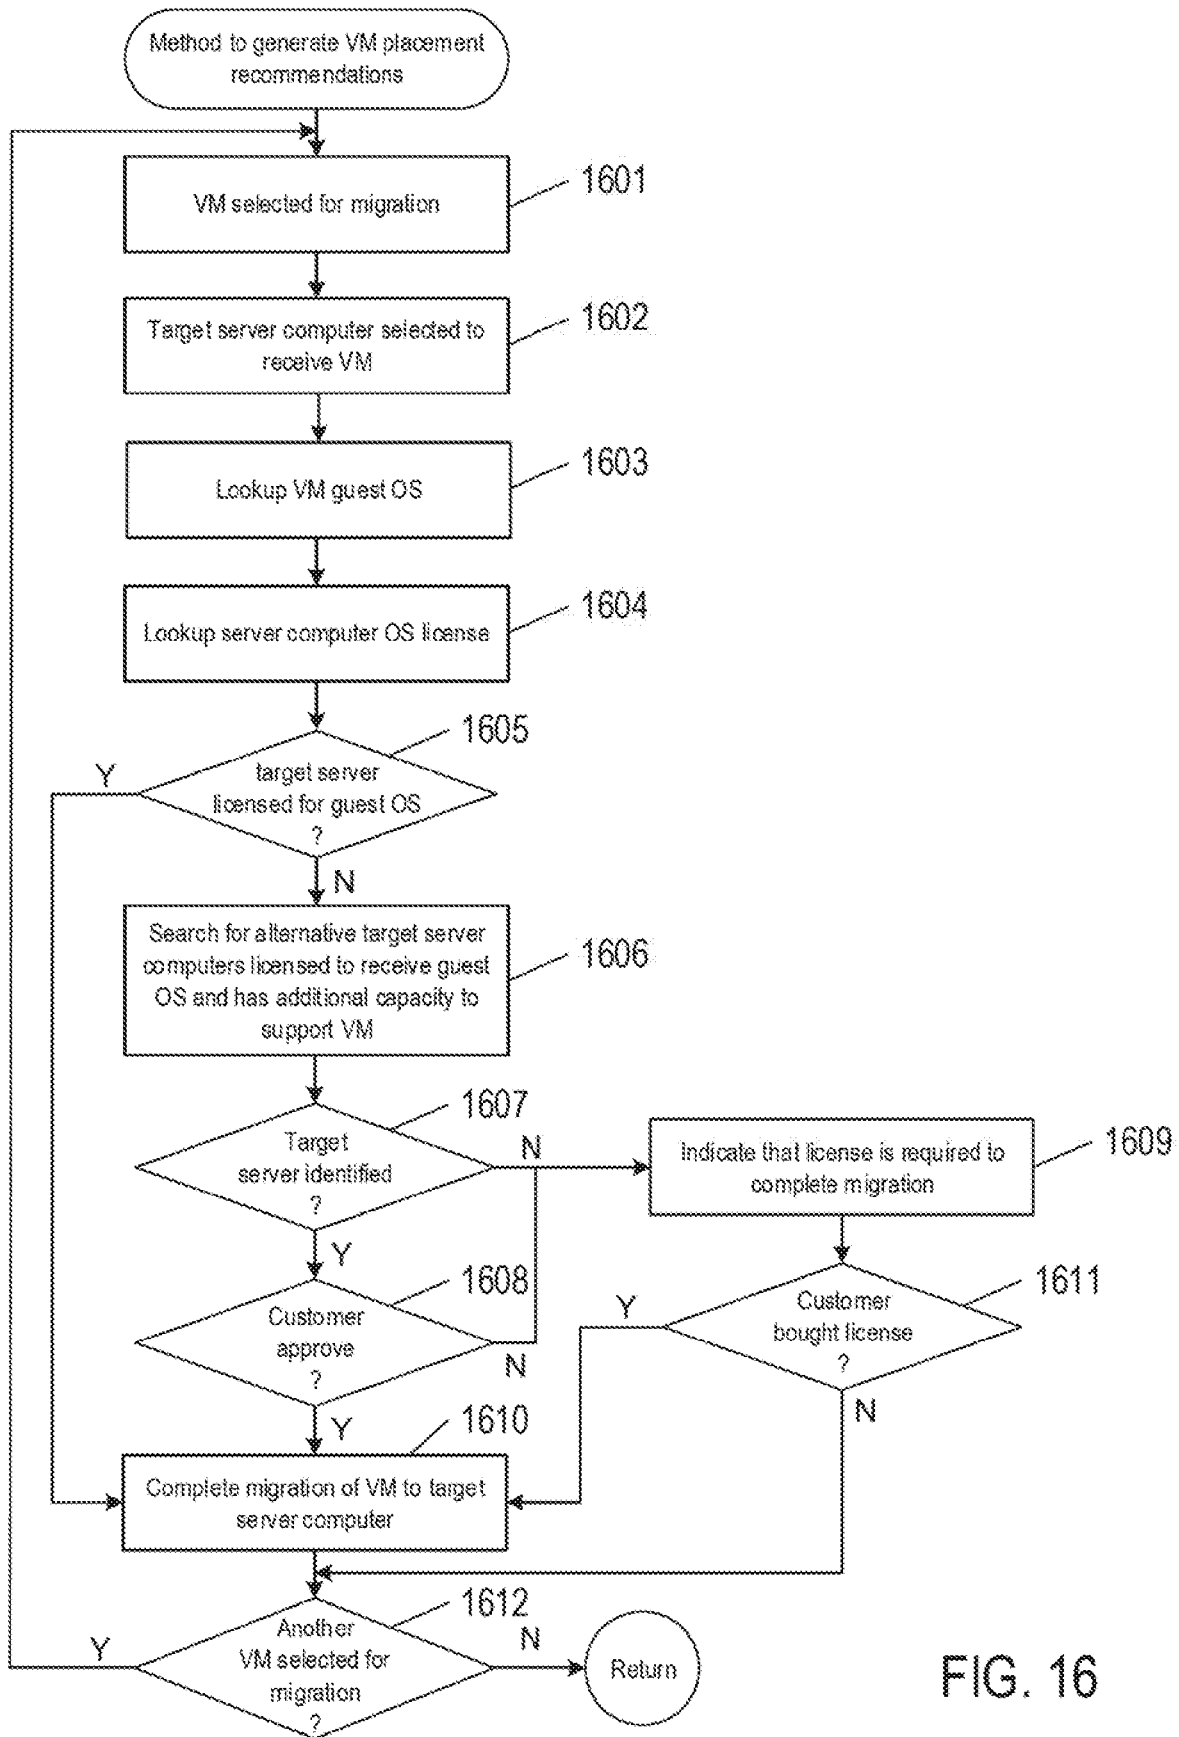 Method to generate VM placement
recommendations
VM selected for migration
1601
Target server computer selected to
receive VM
1602
Lookup VM guest OS
1603
Lookup server computer OS license
1604
target server
licensed for guest OS
?
1605
Y
N
Search for alternative target server
computers licensed to receive guest
OS and has additional capacity to
support VM
1606
Target
server identified
?
1607
N
Y
Indicate that license is required to
complete migration
1609
Customer
approve
?
1608
N
Y
Customer
bought license
?
1611
Y
N
Complete migration of VM to target
server computer
1610
Another
VM selected for
migration
?
1612
Y
N
Return
FIG. 16